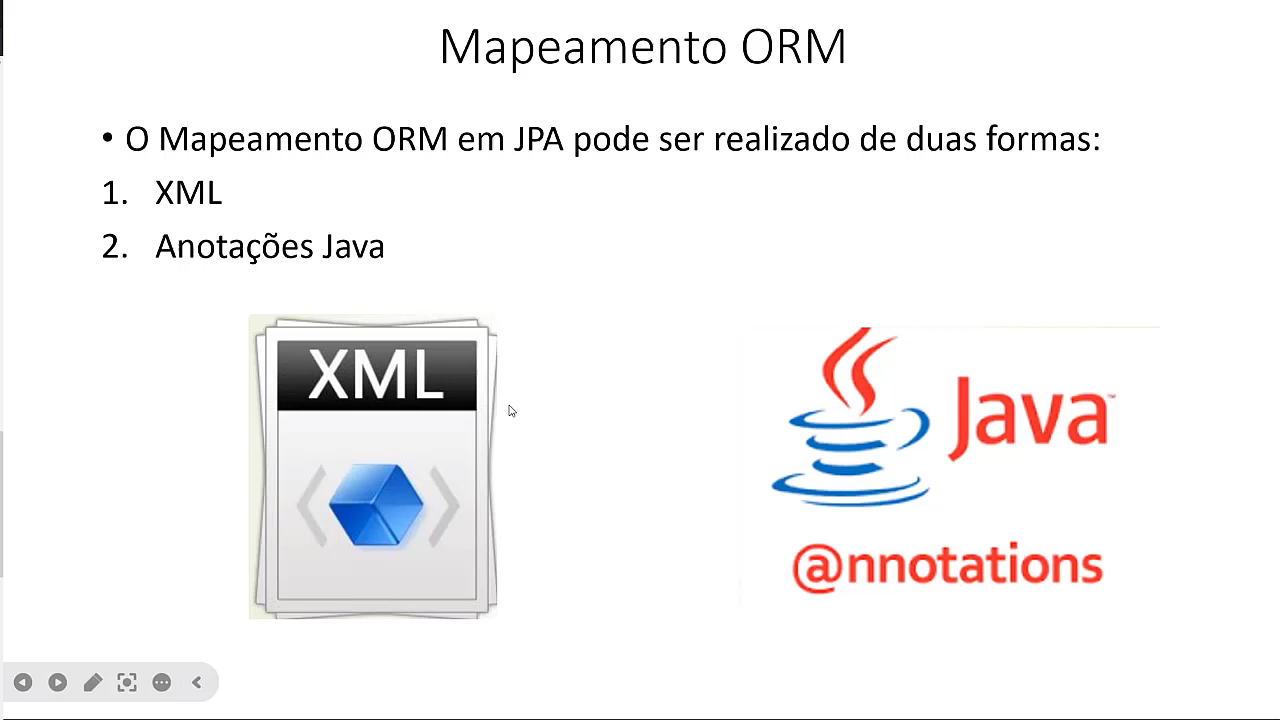 Mapeamento ORM
• O Mapeamento ORM em JPA pode ser realizado de duas formas:
1. XML
2. Anotações Java
XML
Java™
@nnotations